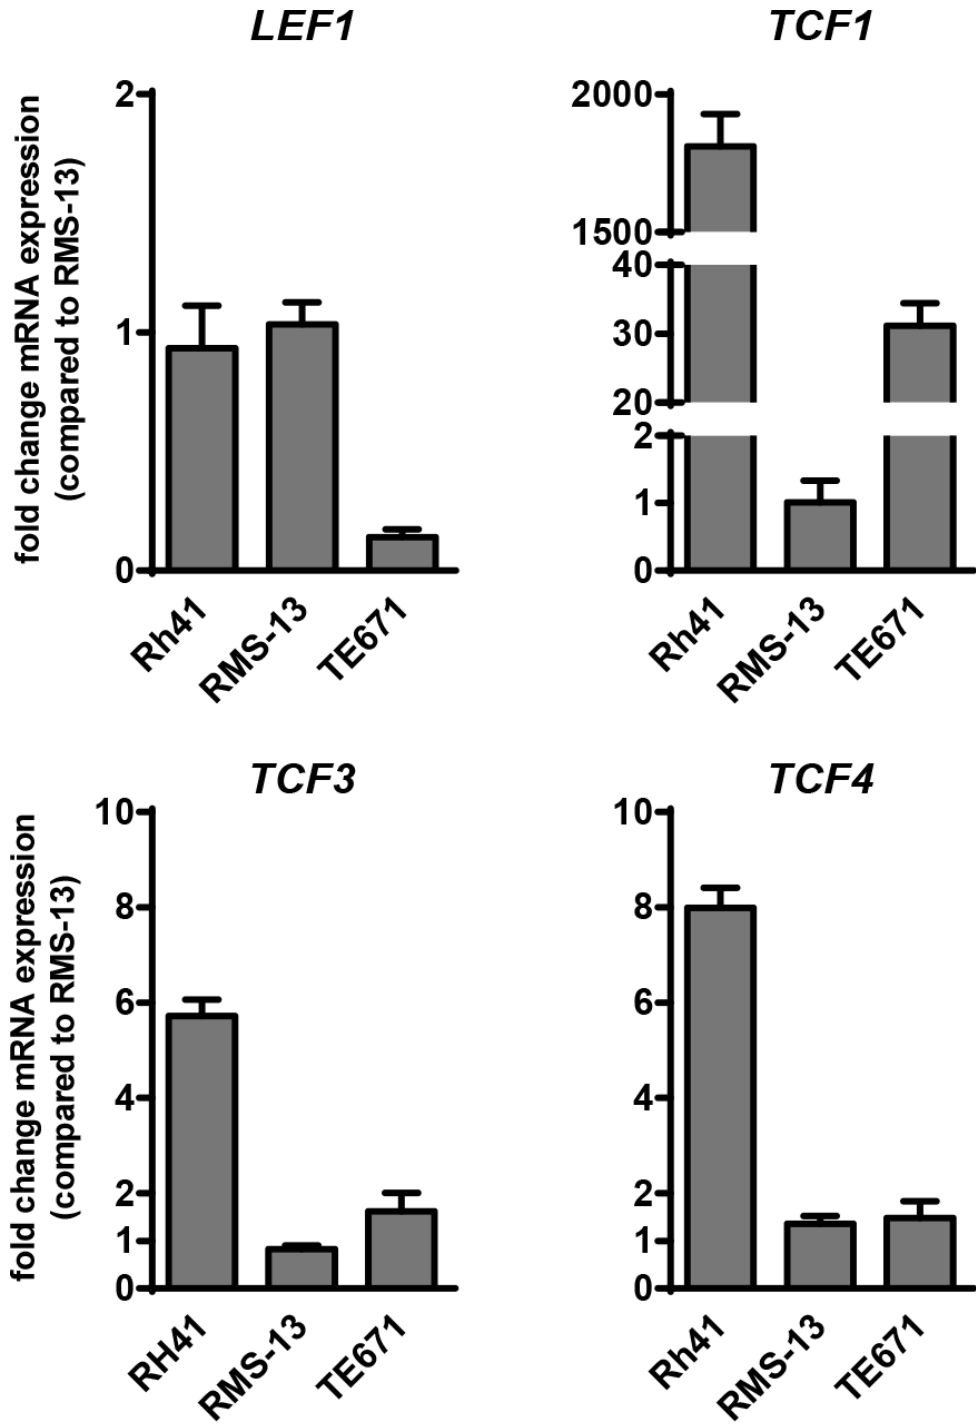 LEF1
fold change mRNA expression
(compared to RMS-13)
2
1
0
Rh41
RMS-13
TE671
TCF1
2000
1500
40
30
20
2
1
0
Rh41
RMS-13
TE671
TCF3
fold change mRNA expression
(compared to RMS-13)
10
8
6
4
2
1
0
RH41
RMS-13
TE671
TCF4
10
8
6
4
2
1
0
Rh41
RMS-13
TE671